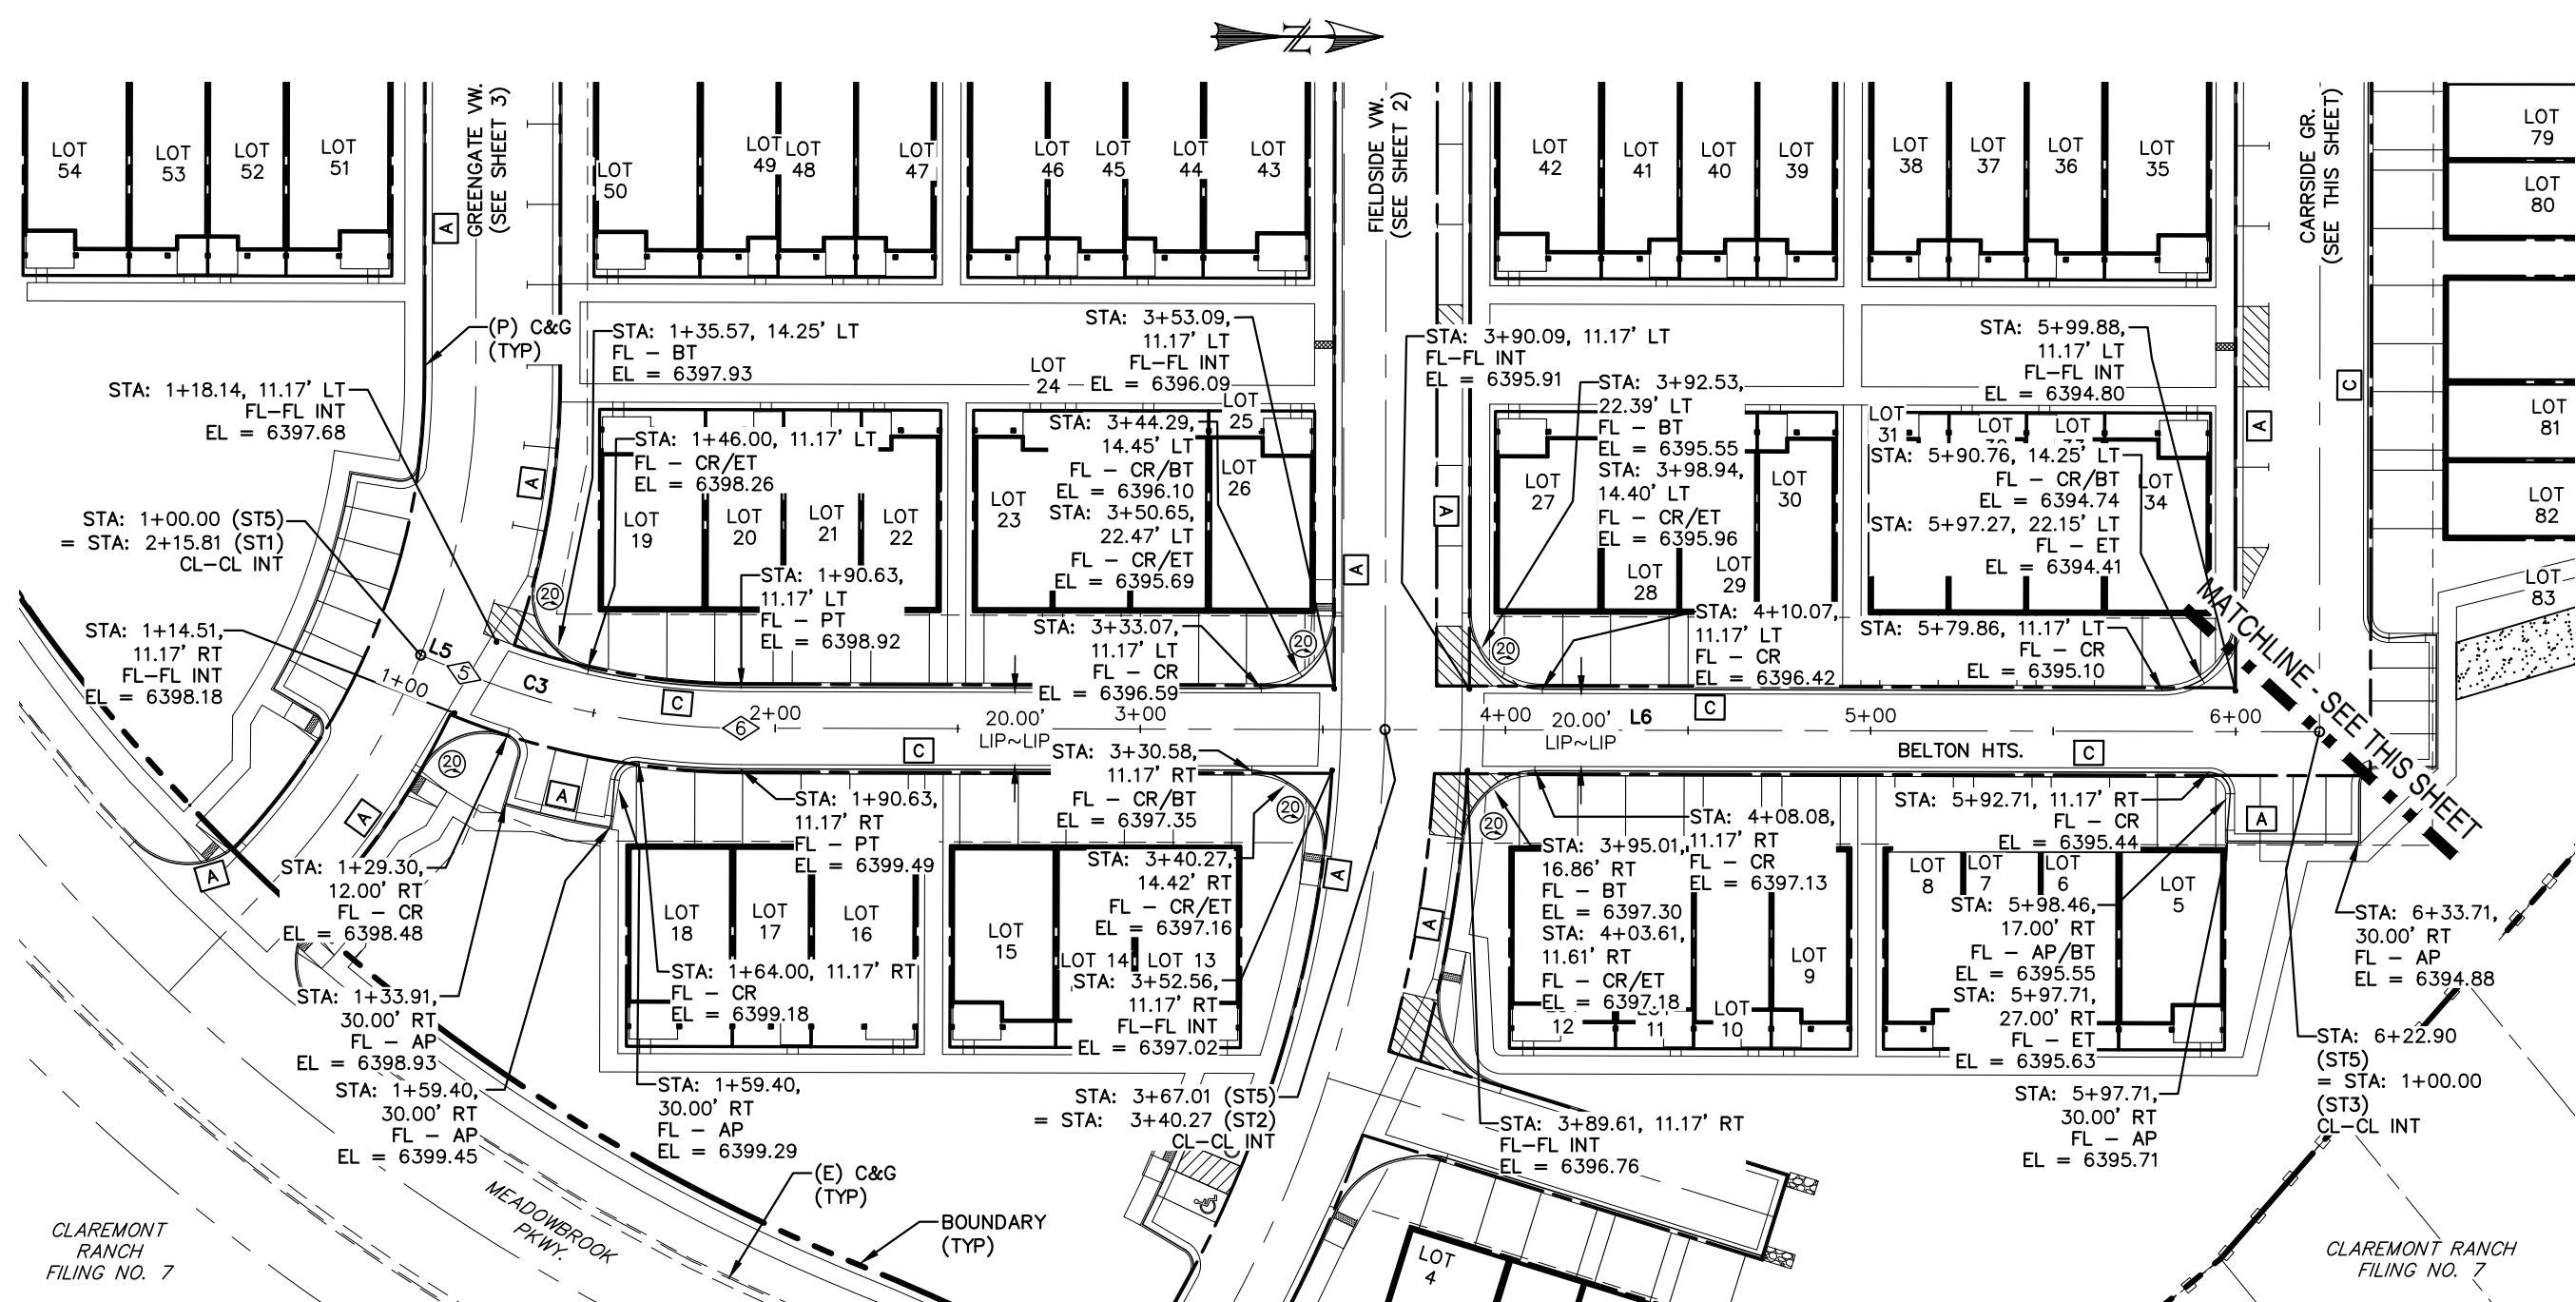 N
LOT
54
LOT
53
LOT
52
LOT
51
GREENGATE VW.
(SEE SHEET 3)
LOT
50
LOT
49
LOT
48
LOT
47
LOT
46
LOT
45
LOT
44
LOT
43
FIELDSIDE VW.
(SEE SHEET 2)
LOT
42
LOT
41
LOT
40
LOT
39
LOT
38
LOT
37
LOT
36
LOT
35
CARRSIDE GR.
(SEE THIS SHEET)
LOT
79
LOT
80
LOT
81
LOT
82
LOT
83
A
(P) C&G
(TYP)
STA: 1+18.14, 11.17' LT
FL-FL INT
EL = 6397.68
STA: 1+00.00 (ST5)
= STA: 2+15.81 (ST1)
CL-CL INT
STA: 1+14.51,
11.17' RT
FL-FL INT
EL = 6398.18
STA: 1+35.57, 14.25' LT
FL - BT
EL = 6397.93
STA: 1+46.00, 11.17' LT
FL - CR/ET
EL = 6398.26
A
20
LOT
19
LOT
20
LOT
21
LOT
22
STA: 1+90.63,
11.17' LT
FL - PT
EL = 6398.92
LOT
24
STA: 3+53.09,
11.17' LT
FL-FL INT
EL = 6396.09
LOT
25
STA: 3+44.29,
14.45' LT
FL - CR/BT
EL = 6396.10
STA: 3+50.65,
22.47' LT
FL - CR/ET
EL = 6395.69
LOT
23
LOT
26
STA: 3+33.07,
11.17' LT
FL - CR
EL = 6396.59
20
A
STA: 3+90.09, 11.17' LT
FL-FL INT
EL = 6395.91
STA: 3+92.53,
22.39' LT
FL - BT
EL = 6395.55
STA: 3+98.94,
14.40' LT
FL - CR/ET
EL = 6395.96
A
20
LOT
27
LOT
28
LOT
29
LOT
30
STA: 4+10.07,
11.17' LT
FL - CR
EL = 6396.42
STA: 5+99.88,
11.17' LT
FL-FL INT
EL = 6394.80
LOT
31
LOT
LOT
STA: 5+90.76, 14.25' LT
FL - CR/BT
EL = 6394.74
LOT
34
STA: 5+97.27, 22.15' LT
FL - ET
EL = 6394.41
STA: 5+79.86, 11.17' LT
FL - CR
EL = 6395.10
A
C
MATCHLINE - SEE THIS SHEET
L5
5
1+00
C3
C
6
2+00
C
20.00'
LIP~LIP
3+00
4+00
20.00'
LIP~LIP
L6
C
5+00
BELTON HTS.
C
6+00
20
A
A
A
STA: 1+29.30,
12.00' RT
FL - CR
EL = 6398.48
STA: 1+33.91,
30.00' RT
FL - AP
EL = 6398.93
STA: 1+59.40,
30.00' RT
FL - AP
EL = 6399.45
STA: 1+90.63,
11.17' RT
FL - PT
EL = 6399.49
LOT
18
LOT
17
LOT
16
STA: 1+64.00, 11.17' RT
FL - CR
EL = 6399.18
STA: 1+59.40,
30.00' RT
FL - AP
EL = 6399.29
STA: 3+30.58,
11.17' RT
FL - CR/BT
EL = 6397.35
20
STA: 3+40.27,
14.42' RT
FL - CR/ET
EL = 6397.16
A
LOT
15
LOT 14
LOT 13
STA: 3+52.56,
11.17' RT
FL-FL INT
EL = 6397.02
STA: 3+67.01 (ST5)
= STA: 3+40.27 (ST2)
CL-CL INT
20
A
STA: 3+95.01,
16.86' RT
FL - BT
EL = 6397.30
STA: 4+03.61,
11.61' RT
FL - CR/ET
EL = 6397.18
12
11
LOT
10
LOT
9
STA: 4+08.08,
11.17' RT
FL - CR
EL = 6397.13
STA: 3+89.61, 11.17' RT
FL-FL INT
EL = 6396.76
STA: 5+92.71, 11.17' RT
FL - CR
EL = 6395.44
A
LOT
8
LOT
7
LOT
6
LOT
5
STA: 5+98.46,
17.00' RT
FL - AP/BT
EL = 6395.55
STA: 5+97.71,
27.00' RT
FL - ET
EL = 6395.63
STA: 5+97.71,
30.00' RT
FL - AP
EL = 6395.71
STA: 6+33.71,
30.00' RT
FL - AP
EL = 6394.88
STA: 6+22.90
(ST5)
= STA: 1+00.00
(ST3)
CL-CL INT
(E) C&G
(TYP)
BOUNDARY
(TYP)
MEADOWBROOK
PKWY.
CLAREMONT
RANCH
FILING NO. 7
LOT
4
CLAREMONT RANCH
FILING NO. 7